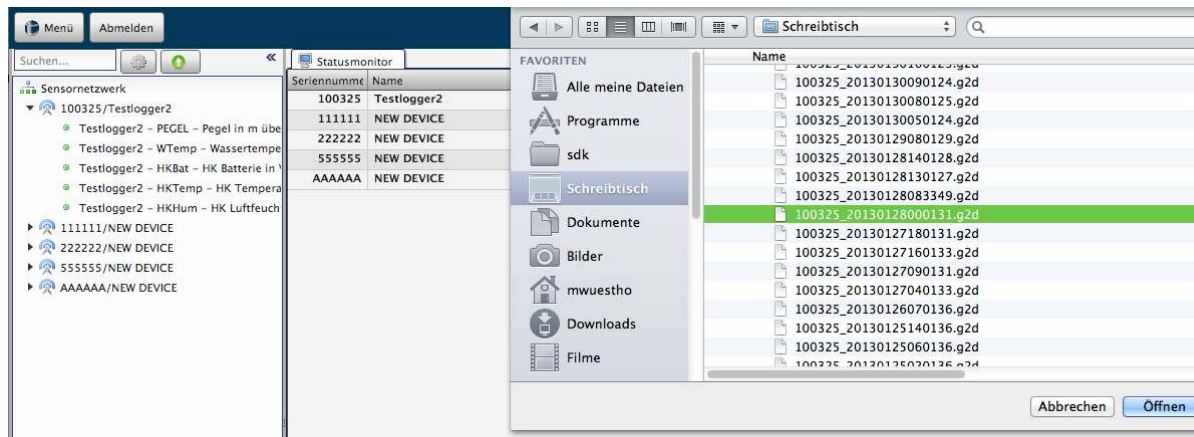 Menü Abmelden
Suchen...
Sensornetzwerk
100325/Testlogger2
Testlogger2 – PEGEL – Pegel in m übe
Testlogger2 – WTemp – Wassertempe
Testlogger2 – HKBat – HK Batterie in
Testlogger2 – HKTemp – HK Tempera
Testlogger2 – HKHum – HK Luftfeuch
111111/NEW DEVICE
222222/NEW DEVICE
555555/NEW DEVICE
AAAAAA/NEW DEVICE
Statusmonitor
Seriennumme Name
100325 Testlogger2
111111 NEW DEVICE
222222 NEW DEVICE
555555 NEW DEVICE
AAAAAA NEW DEVICE
Schreibtisch
FAVORITEN
Alle meine Dateien
Programme
sdk
Schreibtisch
Dokumente
Bilder
mwuestho
Downloads
Filme
Name
100325_20130130090124.g2d
100325_20130130080125.g2d
100325_20130130050124.g2d
100325_20130129080129.g2d
100325_20130128140128.g2d
100325_20130128130127.g2d
100325_20130128083349.g2d
100325_20130128000131.g2d
100325_20130127180131.g2d
100325_20130127160133.g2d
100325_20130127090131.g2d
100325_20130127040133.g2d
100325_20130126070136.g2d
100325_20130125140136.g2d
100325_20130125060136.g2d
100325_20130125020136.g2d
Abbrechen Öffnen